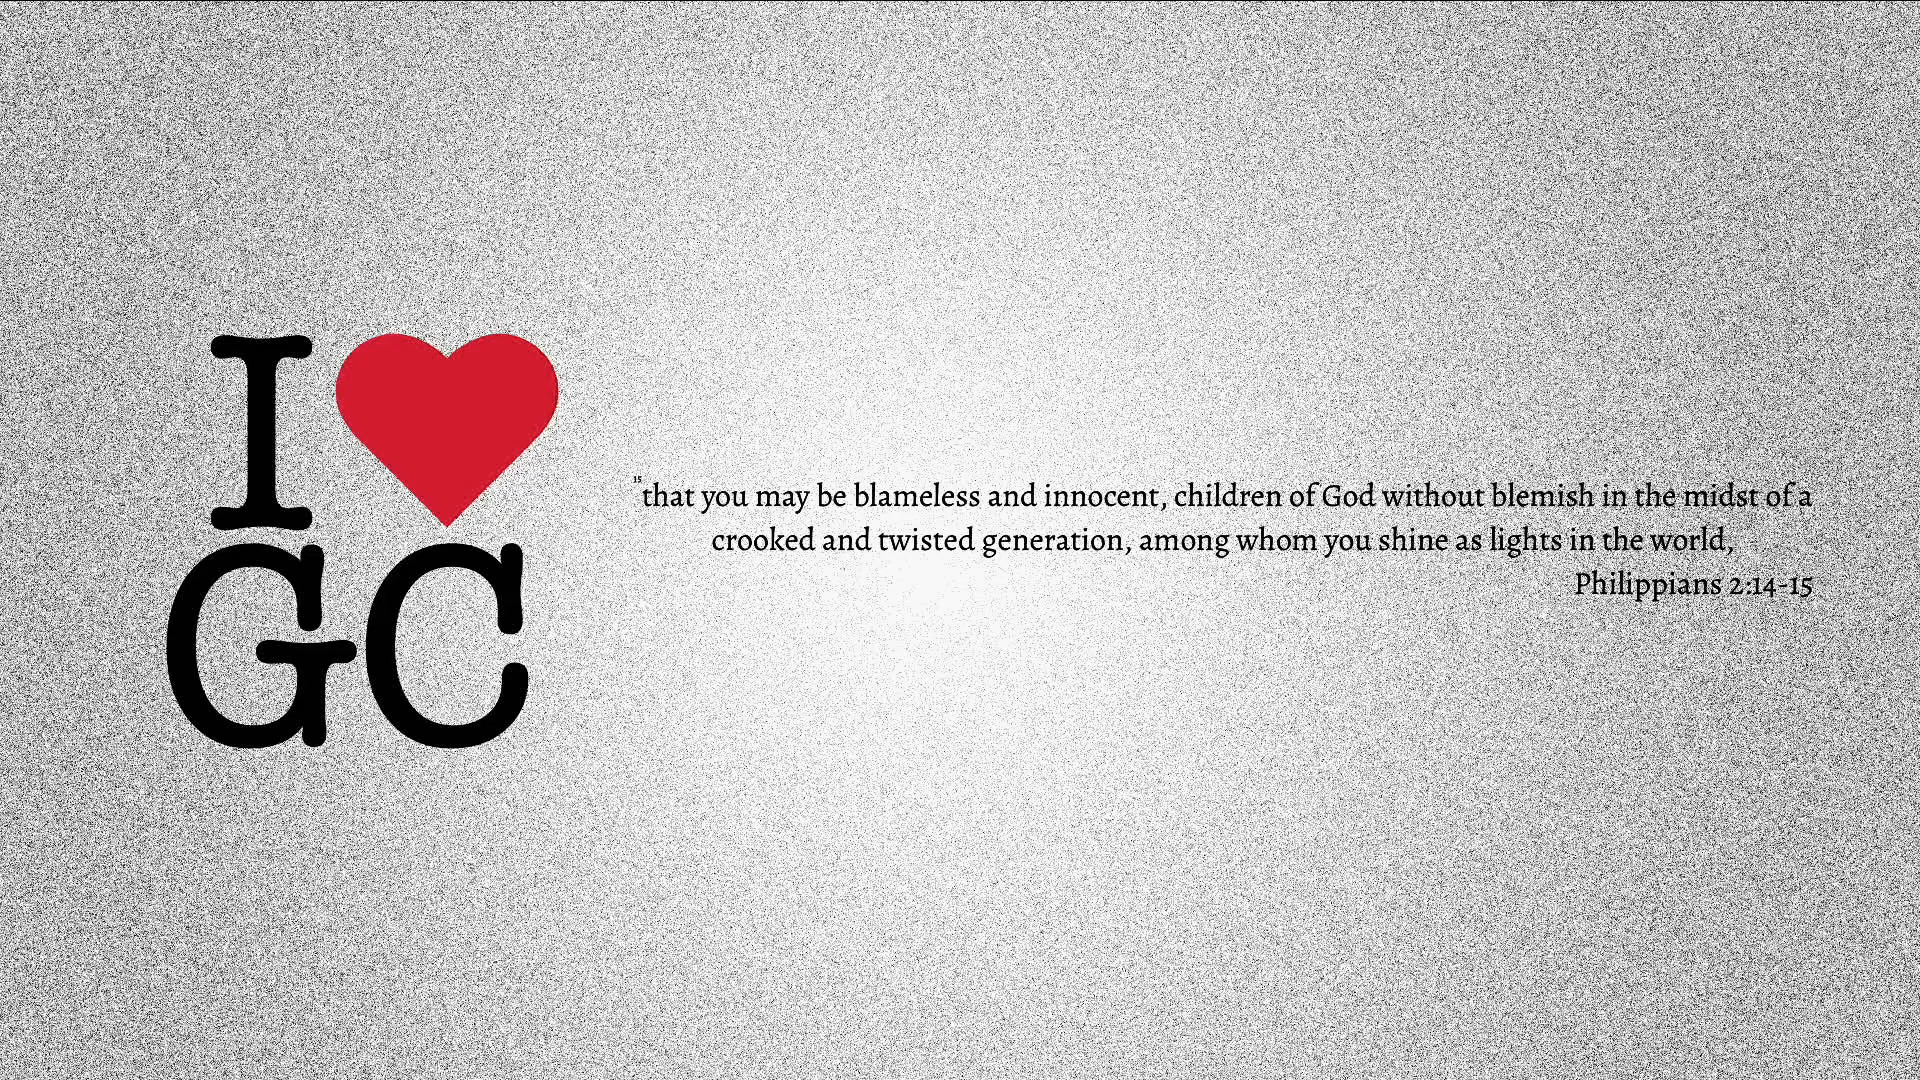 I
GC
15that you may be blameless and innocent, children of God without blemish in the midst of a
crooked and twisted generation, among whom you shine as lights in the world,
Philippians 2:14-15